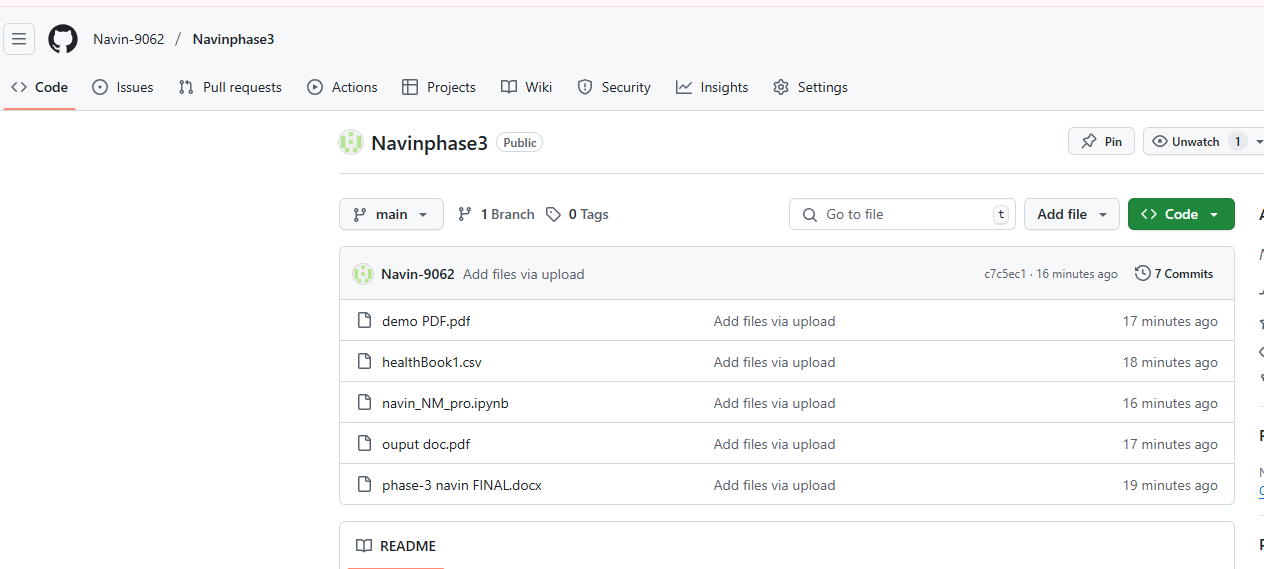 Navin-9062 / Navinphase3
Code Issues Pull requests Actions Projects Wiki Security Insights Settings
Navinphase3 Public Pin Unwatch 1
main 1 Branch 0 Tags Go to file t Add file Code
Navin-9062 Add files via upload c7c5ec1 · 16 minutes ago 7 Commits
demo PDF.pdf Add files via upload 17 minutes ago
healthBook1.csv Add files via upload 18 minutes ago
navin_NM_pro.ipynb Add files via upload 16 minutes ago
ouput doc.pdf Add files via upload 17 minutes ago
phase-3 navin FINAL.docx Add files via upload 19 minutes ago
README